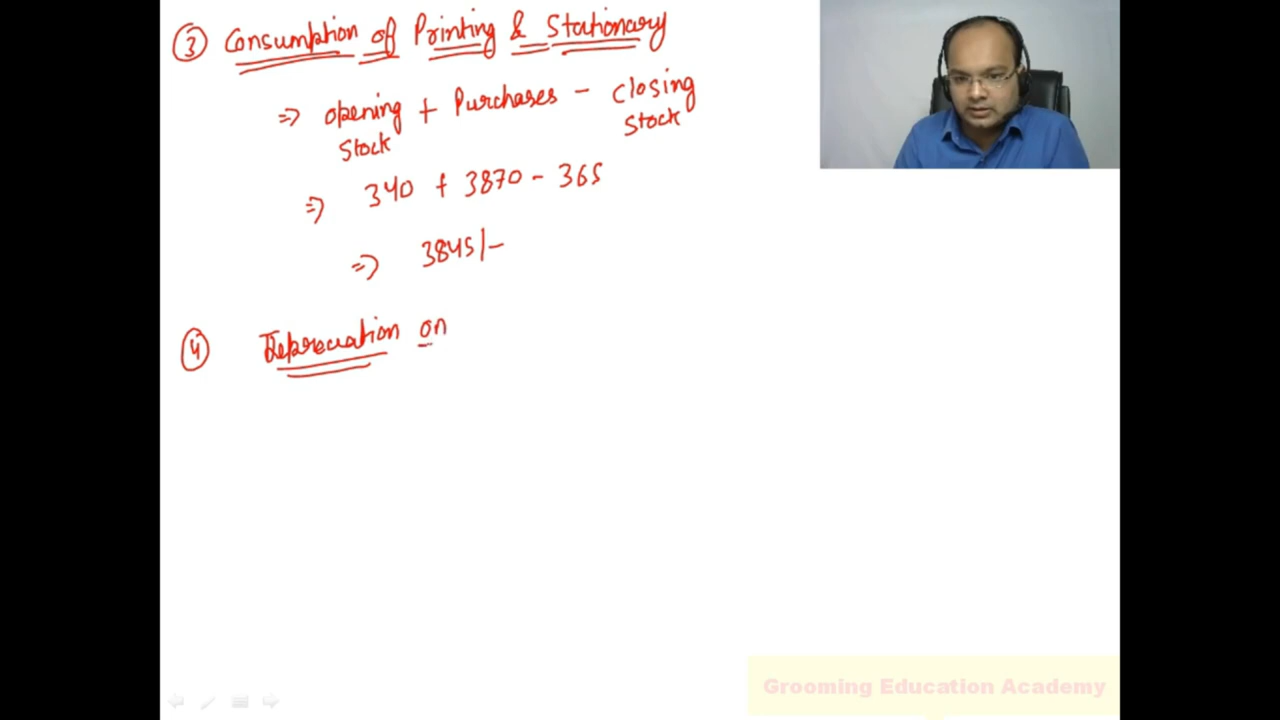 ③ Consumption of Printing & Stationary
⇒ opening + Purchases - closing
Stock Stock
⇒ 340 + 3870 - 365
⇒ 3845/-
④ Depreciation on
Grooming Education Academy